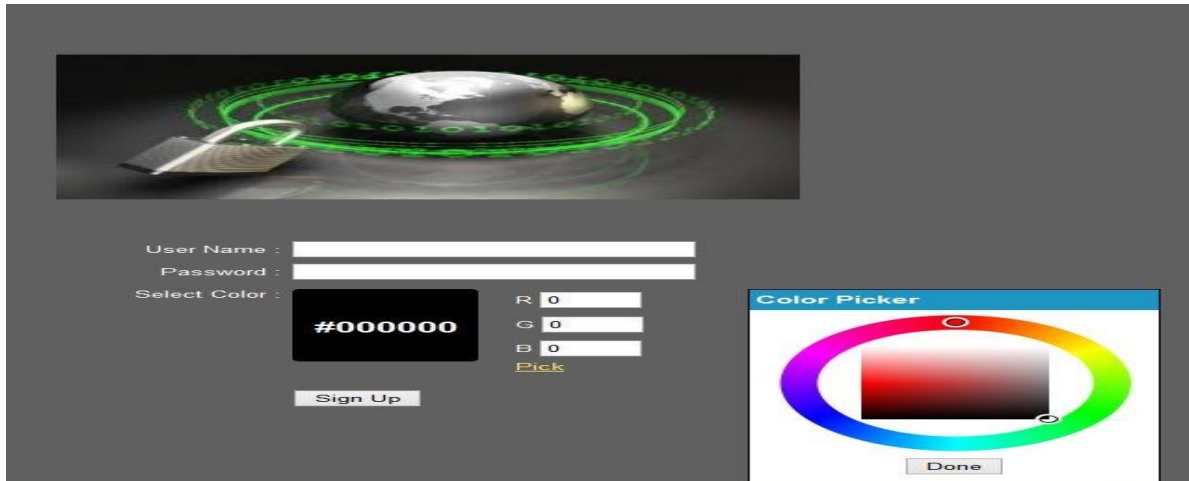 User Name :
Password :
Select Color :
#000000
R 0
G 0
B 0
Pick
Sign Up
Color Picker
Done